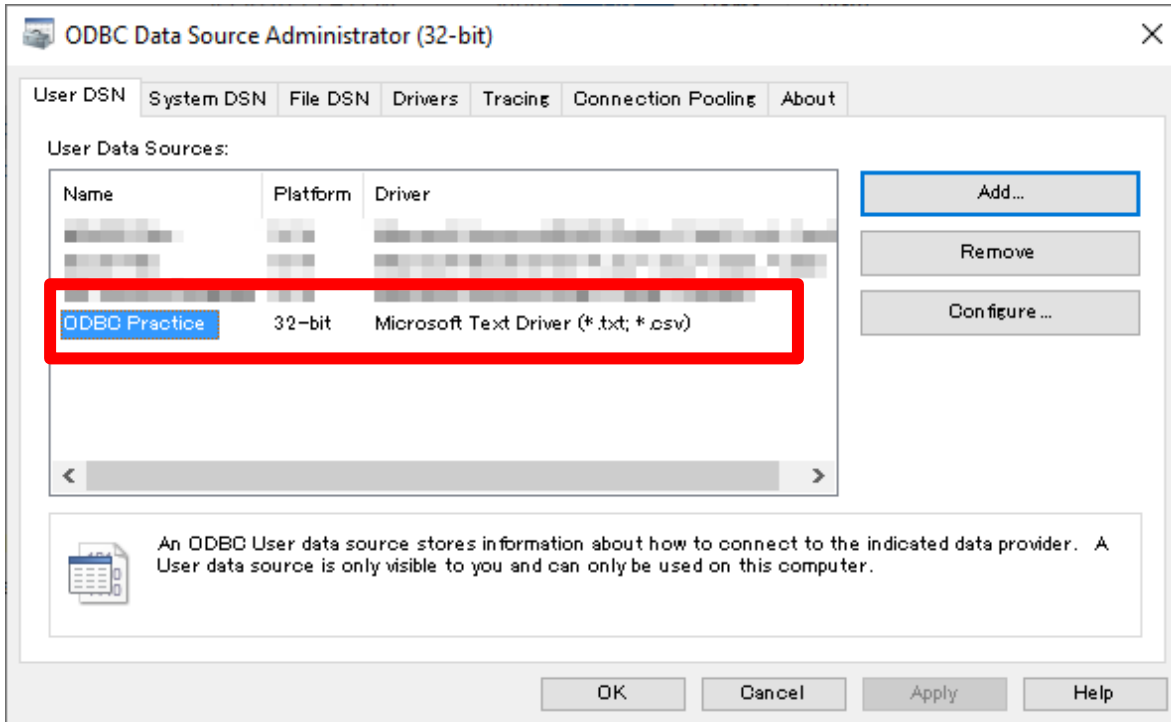 ODBC Data Source Administrator (32-bit)
User DSN System DSN File DSN Drivers Tracing Connection Pooling About
User Data Sources:
Name Platform Driver
Add...
Remove
ODBC Practice 32-bit Microsoft Text Driver (*.txt; *.csv)
Configure...
An ODBC User data source stores information about how to connect to the indicated data provider. A
User data source is only visible to you and can only be used on this computer.
OK Cancel Apply Help